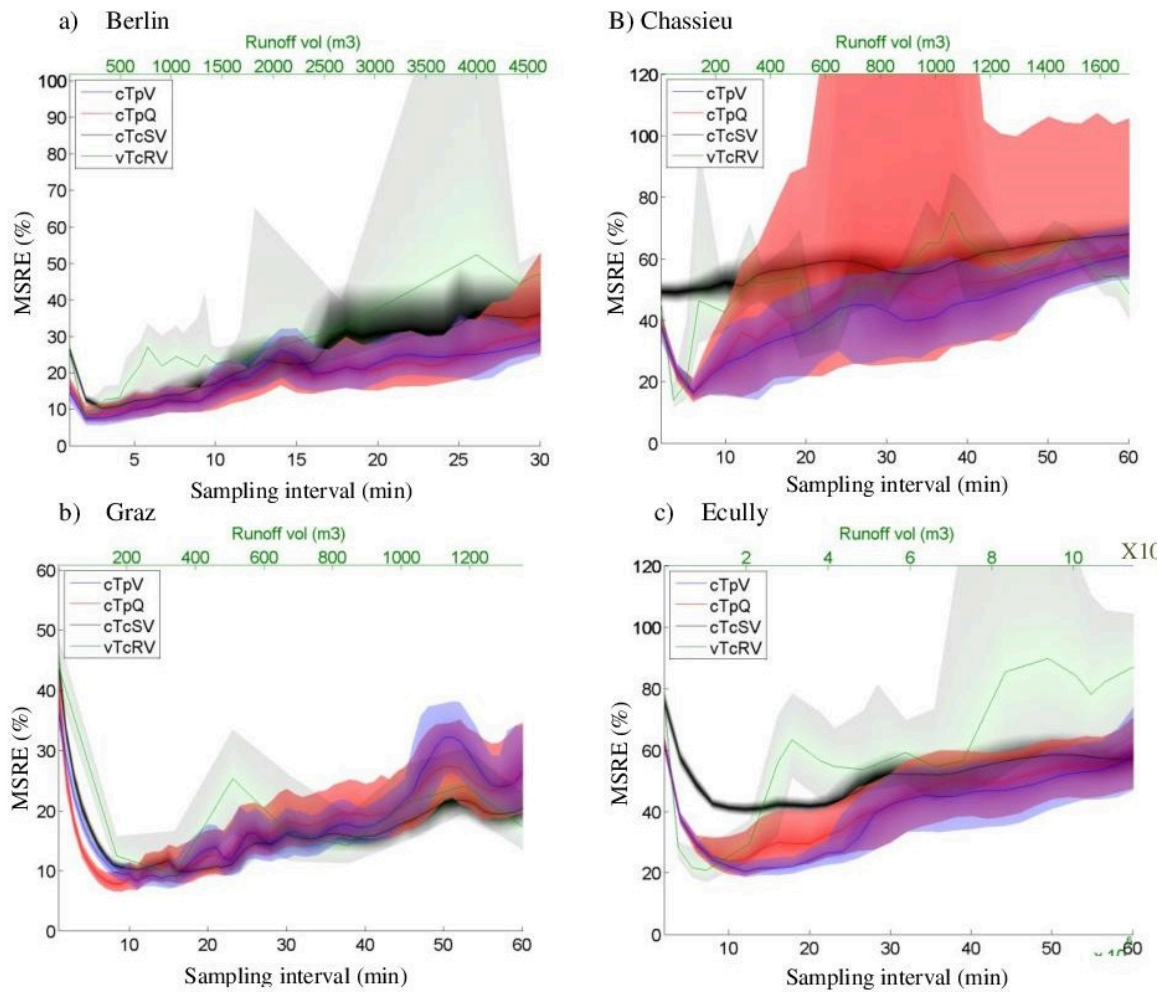 a) Berlin
Runoff vol (m3)
500 1000 1500 2000 2500 3000 3500 4000 4500
100
90
80
70
60
50
40
30
20
10
0
MSRE (%)
cTpV
cTpQ
cTcSV
vTcRV
5 10 15 20 25 30
Sampling interval (min)
B) Chassieu
Runoff vol (m3)
200 400 600 800 1000 1200 1400 1600
120
100
80
60
40
20
0
MSRE (%)
cTpV
cTpQ
cTcSV
vTcRV
10 20 30 40 50 60
Sampling interval (min)
b) Graz
Runoff vol (m3)
200 400 600 800 1000 1200
60
50
40
30
20
10
0
MSRE (%)
cTpV
cTpQ
cTcSV
vTcRV
10 20 30 40 50 60
Sampling interval (min)
c) Ecully
Runoff vol (m3)
2 4 6 8 10 X10
120
100
80
60
40
20
0
MSRE (%)
cTpV
cTpQ
cTcSV
vTcRV
10 20 30 40 50 60
Sampling interval (min)